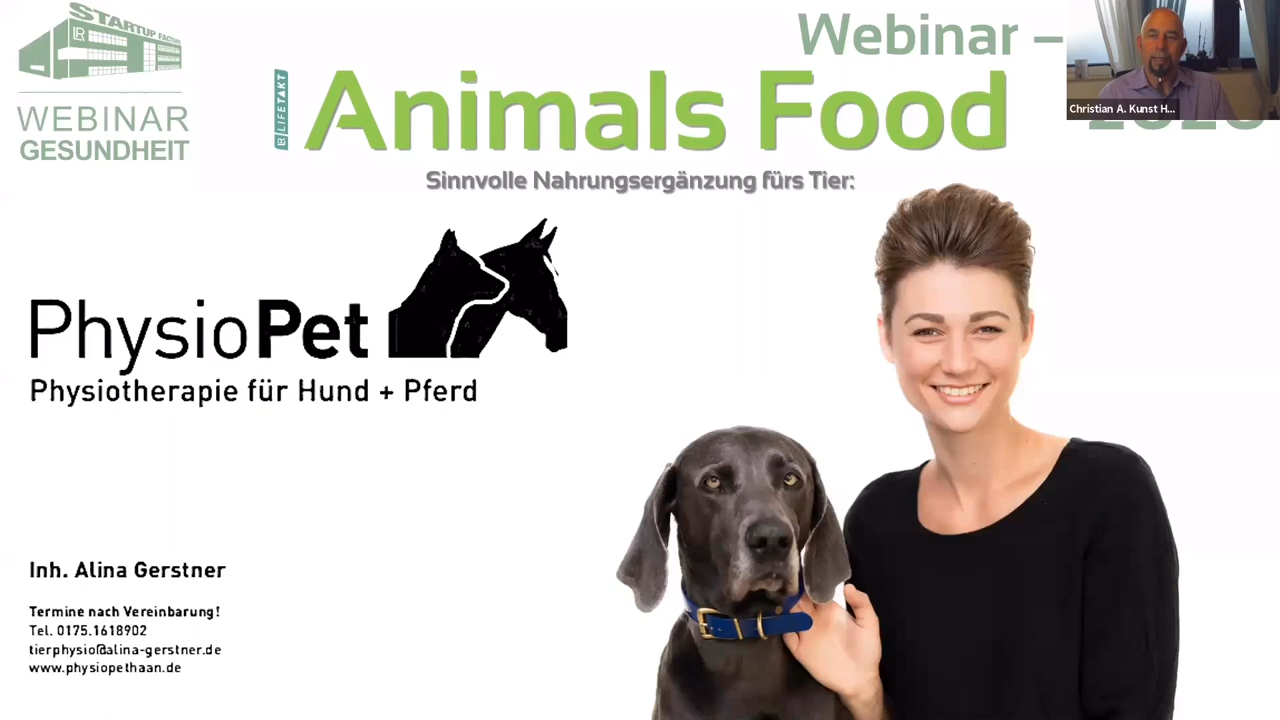 STARTUP FACTORY
LR
WEBINAR
GESUNDHEIT
Webinar –
LR | LIFETAKT
Animals Food
Christian A. Kunst H...
Sinnvolle Nahrungsergänzung fürs Tier:
PhysioPet
Physiotherapie für Hund + Pferd
Inh. Alina Gerstner
Termine nach Vereinbarung!
Tel. 0175.1618902
tierphysio@alina-gerstner.de
www.physiopethaan.de